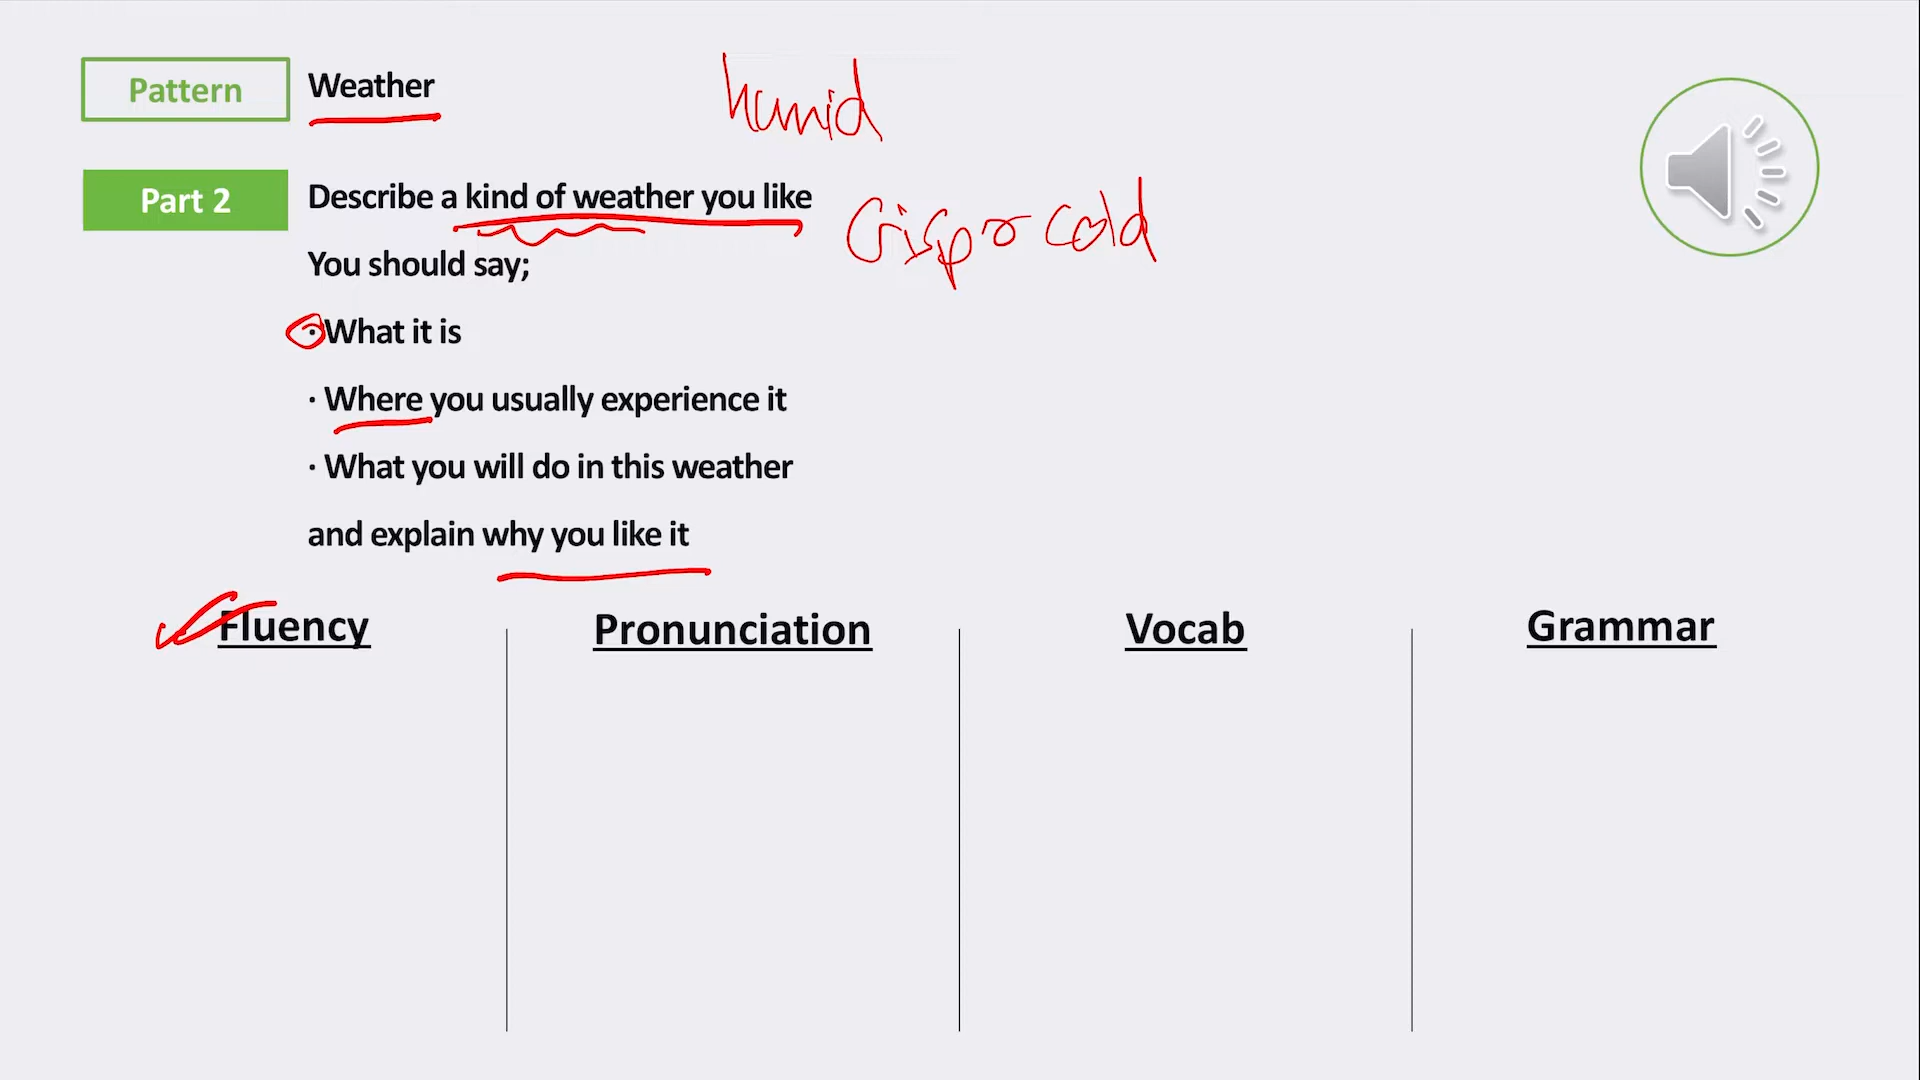 Pattern Weather humid
Part 2 Describe a kind of weather you like
Crisp cold
You should say;
· What it is
· Where you usually experience it
· What you will do in this weather
and explain why you like it
Fluency Pronunciation Vocab Grammar